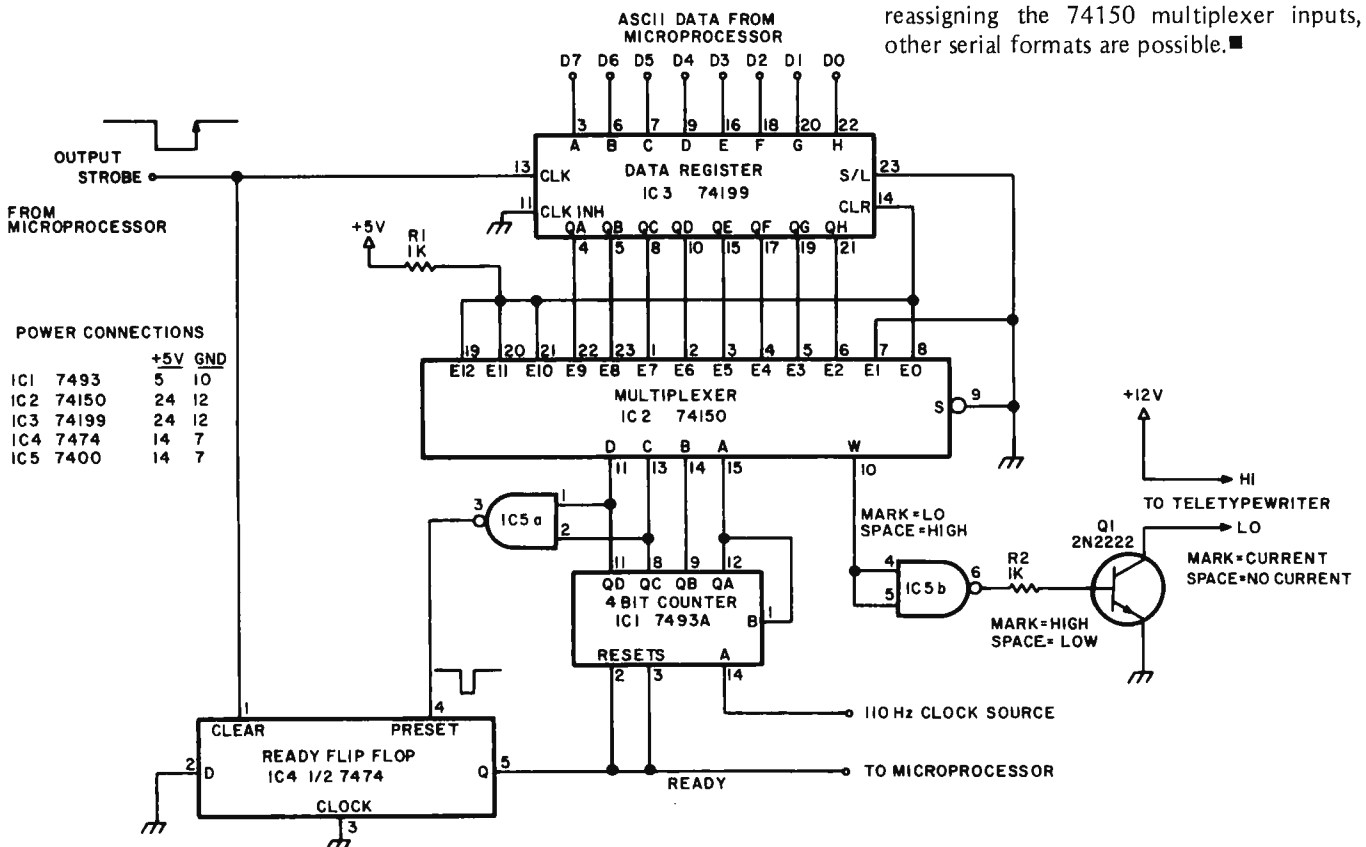 reassigning the 74150 multiplexer inputs,
other serial formats are possible.■
ASCII DATA FROM
MICROPROCESSOR
D7 D6 D5 D4 D3 D2 D1 D0
3 6 7 9 16 18 20 22
A B C D E F G H
OUTPUT
STROBE
FROM
MICROPROCESSOR
13 CLK
DATA REGISTER
IC3 74199
S/L 23
11 CLK INH
CLR 14
QA QB QC QD QE QF QG QH
4 5 8 10 15 17 19 21
+5V
R1
1K
POWER CONNECTIONS
+5V GND
IC1 7493 5 10
IC2 74150 24 12
IC3 74199 24 12
IC4 7474 14 7
IC5 7400 14 7
19 20 21 22 23 1 2 3 4 5 6 7 8
E12 E11 E10 E9 E8 E7 E6 E5 E4 E3 E2 E1 E0
MULTIPLEXER
IC2 74150
S 9
D C B A W
11 13 14 15 10
+12V
HI
TO TELETYPEWRITER
LO
MARK=CURRENT
SPACE=NO CURRENT
3 IC5a 1
2
MARK=LO
SPACE=HIGH
Q1
2N2222
4
5
IC5b 6
R2
1K
MARK=HIGH
SPACE=LOW
11 8 9 12
QD QC QB QA
4 BIT COUNTER
IC1 7493A
B 1
RESETS A
2 3 14
110 Hz CLOCK SOURCE
1 4
CLEAR PRESET
READY FLIP FLOP
IC4 1/2 7474
2 D
Q 5
CLOCK
3
READY
TO MICROPROCESSOR